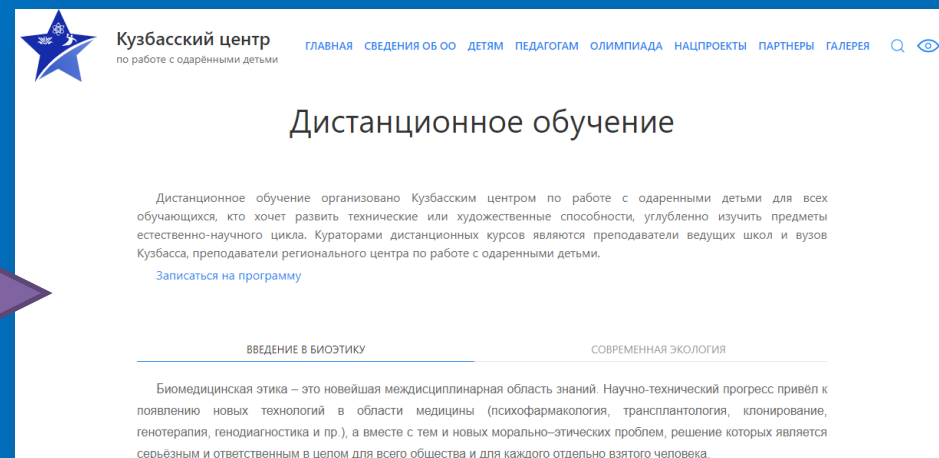 Кузбасский центр
по работе с одарёнными детьми
ГЛАВНАЯ СВЕДЕНИЯ ОБ ОО ДЕТЯМ ПЕДАГОГАМ ОЛИМПИАДА НАЦПРОЕКТЫ ПАРТНЕРЫ ГАЛЕРЕЯ
Дистанционное обучение
Дистанционное обучение организовано Кузбасским центром по работе с одаренными детьми для всех
обучающихся, кто хочет развить технические или художественные способности, углубленно изучить предметы
естественно-научного цикла. Кураторами дистанционных курсов являются преподаватели ведущих школ и вузов
Кузбасса, преподаватели регионального центра по работе с одаренными детьми.
Записаться на программу
ВВЕДЕНИЕ В БИОЭТИКУ
СОВРЕМЕННАЯ ЭКОЛОГИЯ
Биомедицинская этика – это новейшая междисциплинарная область знаний. Научно-технический прогресс привёл к
появлению новых технологий в области медицины (психофармакология, трансплантология, клонирование,
генотерапия, генодиагностика и пр.), а вместе с тем и новых морально–этических проблем, решение которых является
серьёзным и ответственным в целом для всего общества и для каждого отдельно взятого человека.